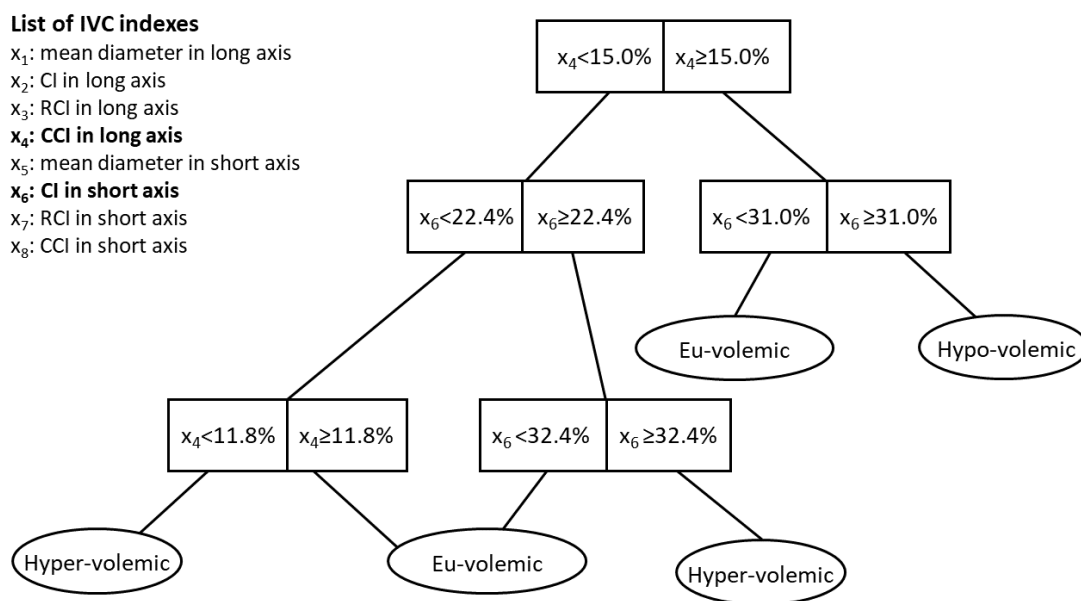 List of IVC indexes
x₁: mean diameter in long axis
x₂: CI in long axis
x₃: RCI in long axis
x₄: CCI in long axis
x₅: mean diameter in short axis
x₆: CI in short axis
x₇: RCI in short axis
x₈: CCI in short axis
x₄<15.0% x₄≥15.0%
x₆<22.4% x₆≥22.4%
x₆ <31.0% x₆ ≥31.0%
Eu-volemic
Hypo-volemic
x₄<11.8% x₄≥11.8%
x₆ <32.4% x₆ ≥32.4%
Hyper-volemic
Eu-volemic
Hyper-volemic